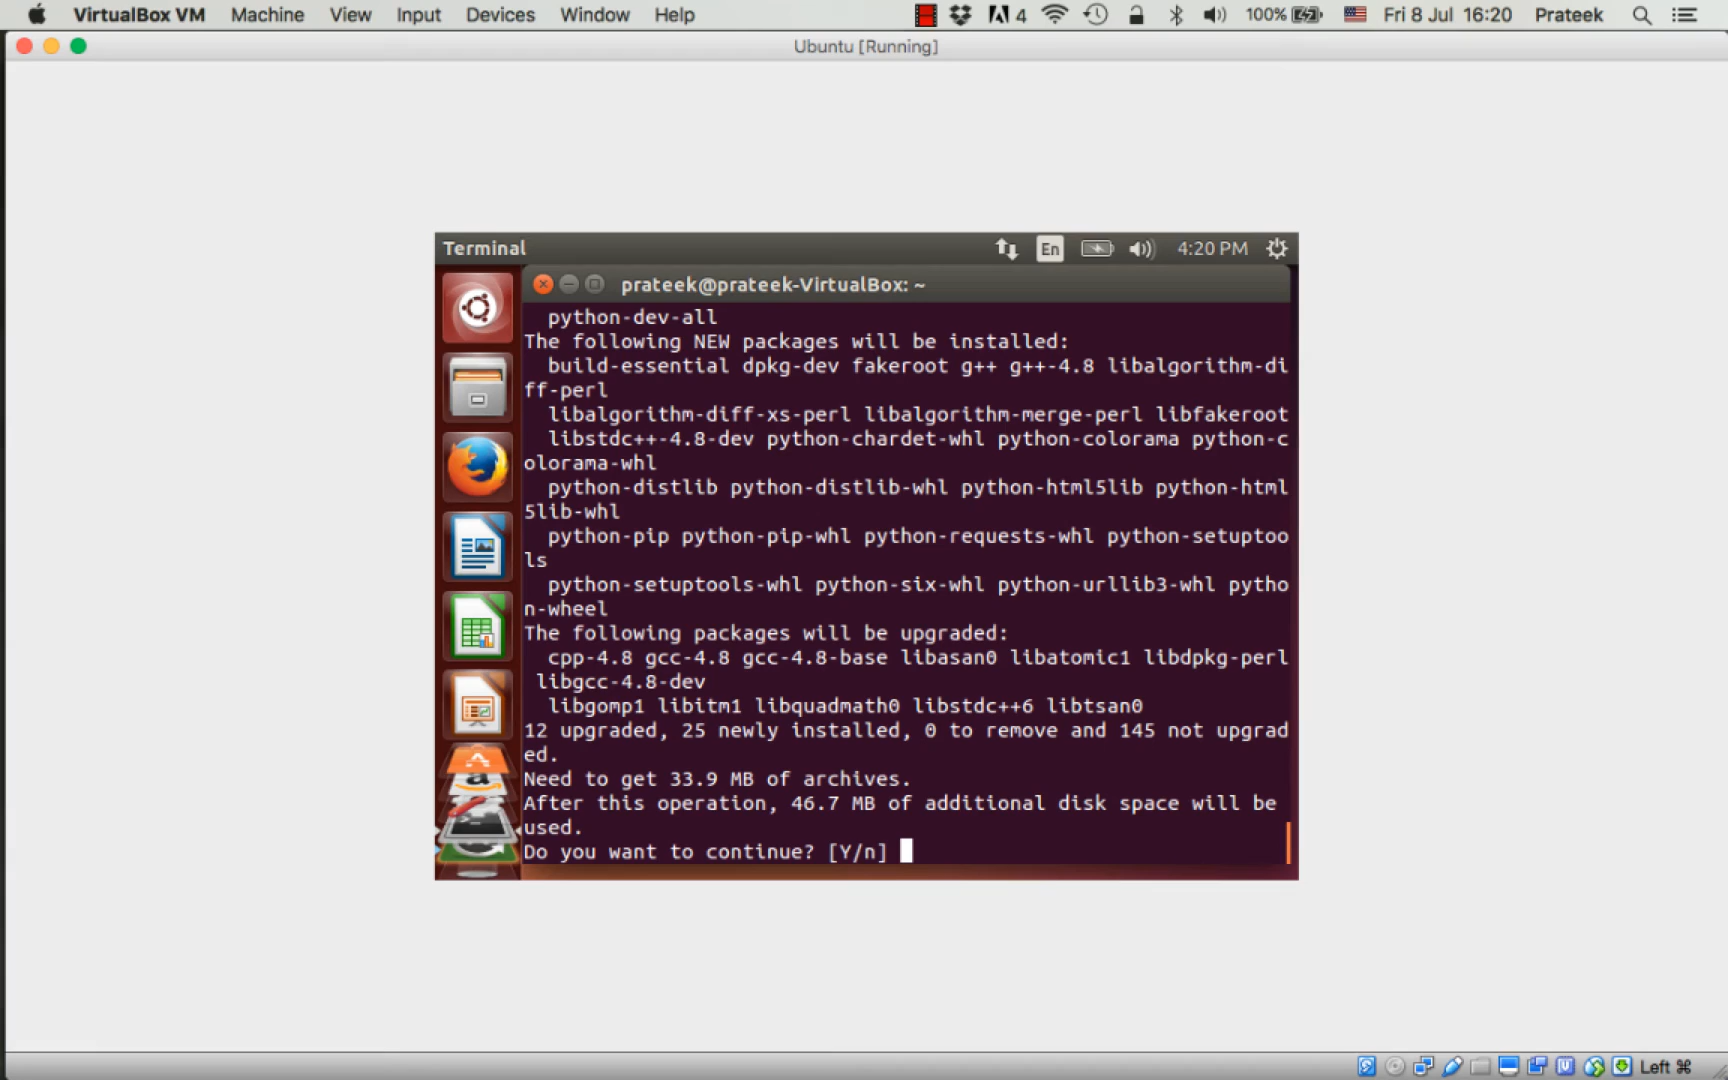 VirtualBox VM Machine View Input Devices Window Help 4 100% Fri 8 Jul 16:20 Prateek
Ubuntu [Running]
Terminal En 4:20 PM
prateek@prateek-VirtualBox: ~
python-dev-all
The following NEW packages will be installed:
build-essential dpkg-dev fakeroot g++ g++-4.8 libalgorithm-di
ff-perl
libalgorithm-diff-xs-perl libalgorithm-merge-perl libfakeroot
libstdc++-4.8-dev python-chardet-whl python-colorama python-c
olorama-whl
python-distlib python-distlib-whl python-html5lib python-html
5lib-whl
python-pip python-pip-whl python-requests-whl python-setuptoo
ls
python-setuptools-whl python-six-whl python-urllib3-whl pytho
n-wheel
The following packages will be upgraded:
cpp-4.8 gcc-4.8 gcc-4.8-base libasan0 libatomic1 libdpkg-perl
libgcc-4.8-dev
libgomp1 libitm1 libquadmath0 libstdc++6 libtsan0
12 upgraded, 25 newly installed, 0 to remove and 145 not upgrad
ed.
Need to get 33.9 MB of archives.
After this operation, 46.7 MB of additional disk space will be
used.
Do you want to continue? [Y/n]
Left ⌘